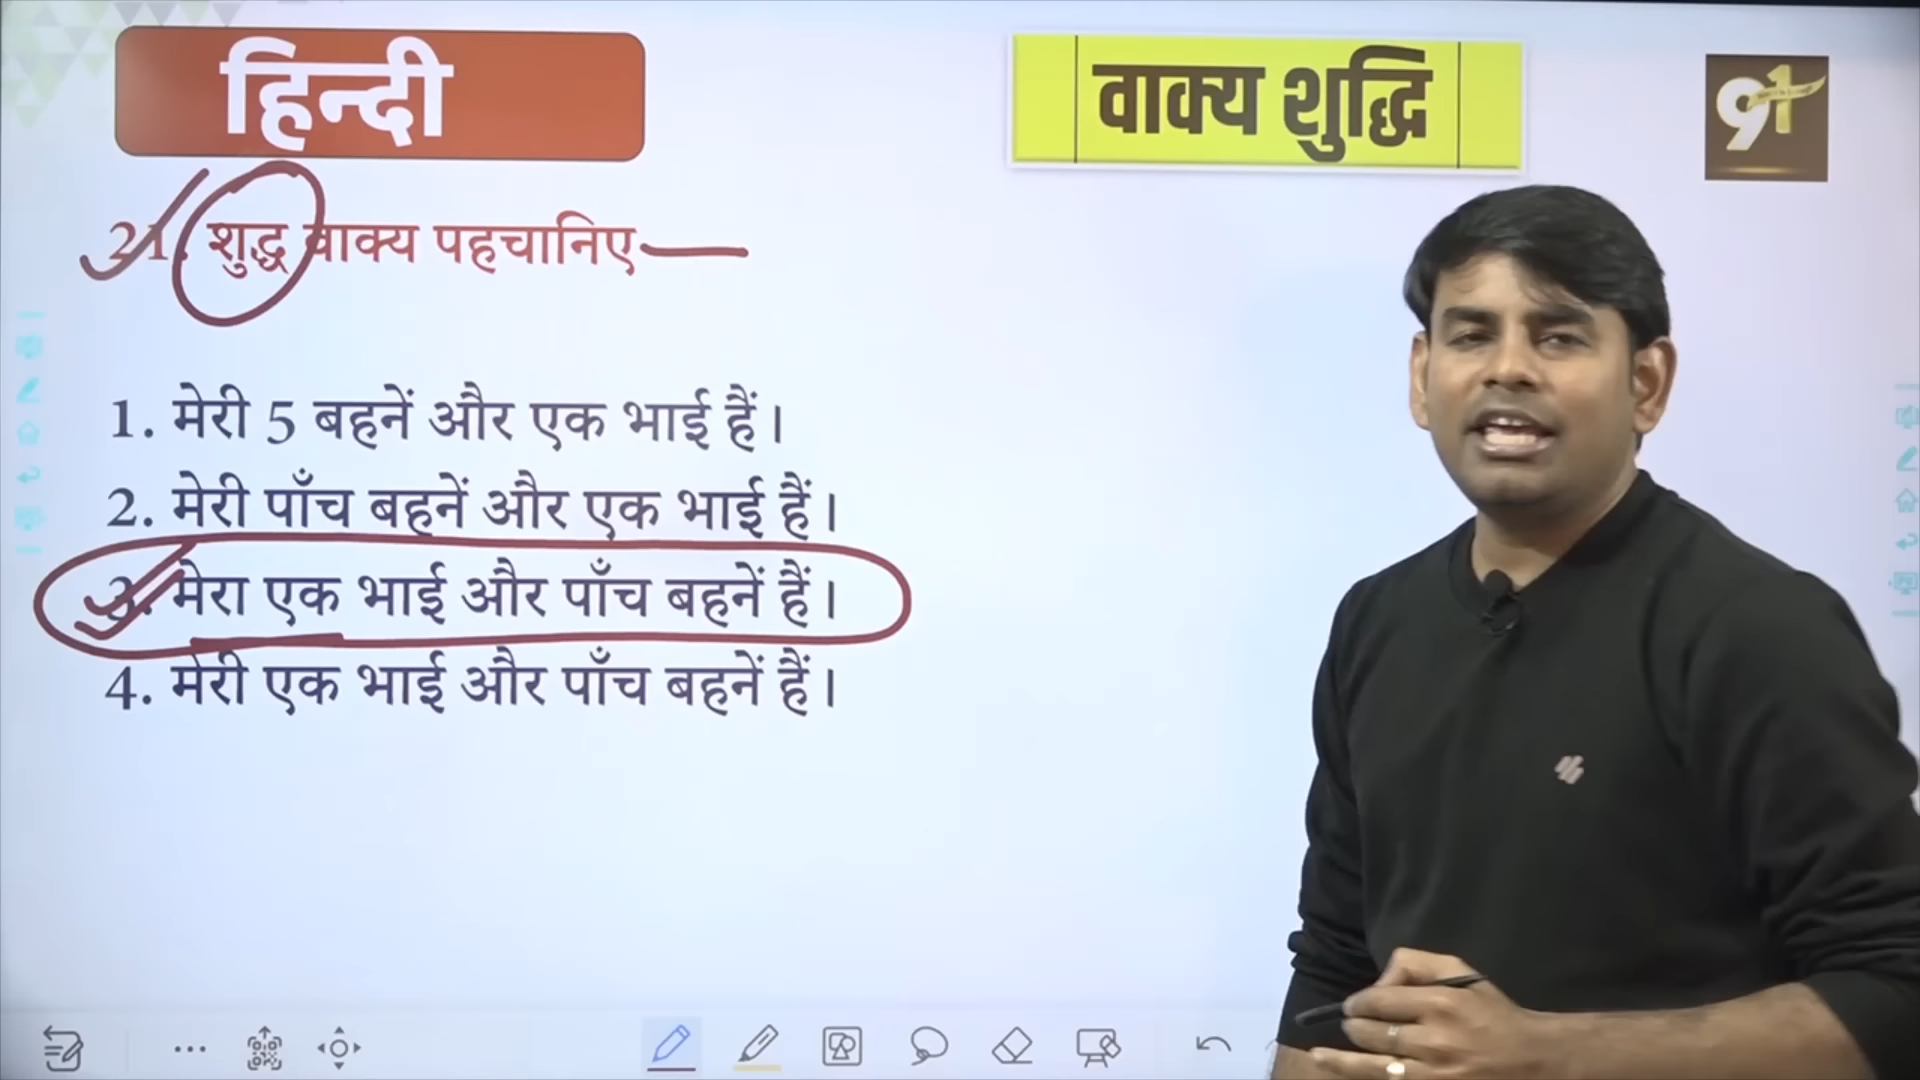 हिन्दी
वाक्य शुद्धि
91
21. शुद्ध वाक्य पहचानिए
1. मेरी 5 बहनें और एक भाई हैं।
2. मेरी पाँच बहनें और एक भाई हैं।
3. मेरा एक भाई और पाँच बहनें हैं।
4. मेरी एक भाई और पाँच बहनें हैं।